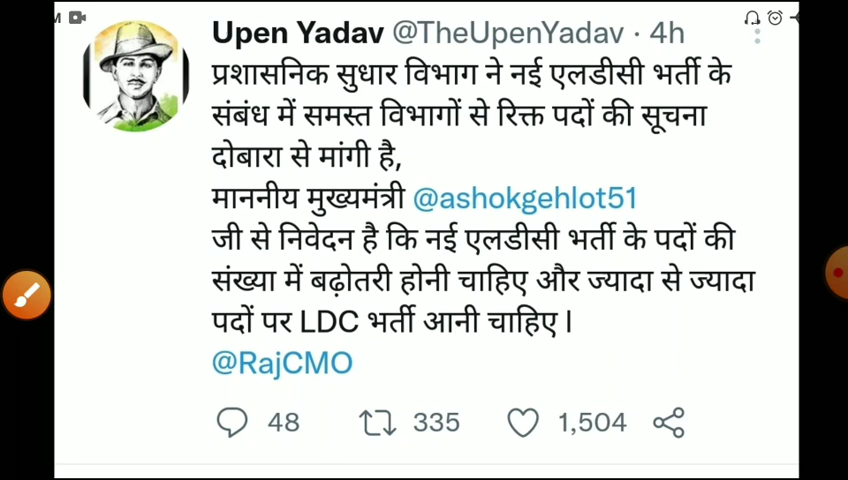 Upen Yadav @TheUpenYadav · 4h
प्रशासनिक सुधार विभाग ने नई एलडीसी भर्ती के
संबंध में समस्त विभागों से रिक्त पदों की सूचना
दोबारा से मांगी है,
माननीय मुख्यमंत्री @ashokgehlot51
जी से निवेदन है कि नई एलडीसी भर्ती के पदों की
संख्या में बढ़ोतरी होनी चाहिए और ज्यादा से ज्यादा
पदों पर LDC भर्ती आनी चाहिए l
@RajCMO
48 335 1,504